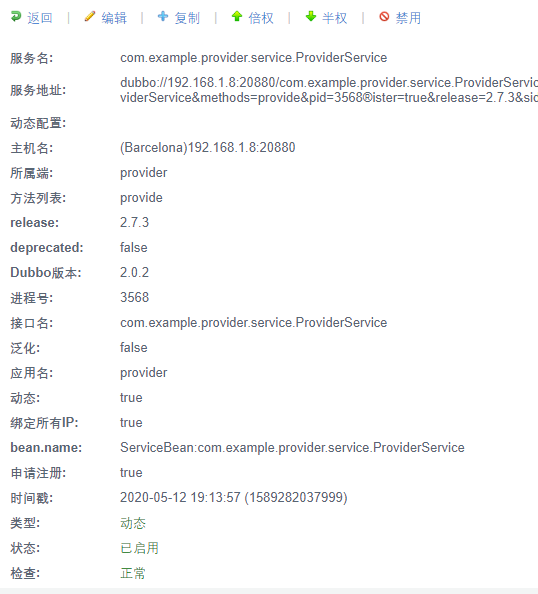 返回 | 编辑 | 复制 | 倍权 | 半权 | 禁用
服务名: com.example.provider.service.ProviderService
服务地址: dubbo://192.168.1.8:20880/com.example.provider.service.ProviderServic
viderService&methods=provide&pid=3568®ister=true&release=2.7.3&sid
动态配置:
主机名: (Barcelona)192.168.1.8:20880
所属端: provider
方法列表: provide
release: 2.7.3
deprecated: false
Dubbo版本: 2.0.2
进程号: 3568
接口名: com.example.provider.service.ProviderService
泛化: false
应用名: provider
动态: true
绑定所有IP: true
bean.name: ServiceBean:com.example.provider.service.ProviderService
申请注册: true
时间戳: 2020-05-12 19:13:57 (1589282037999)
类型: 动态
状态: 已启用
检查: 正常